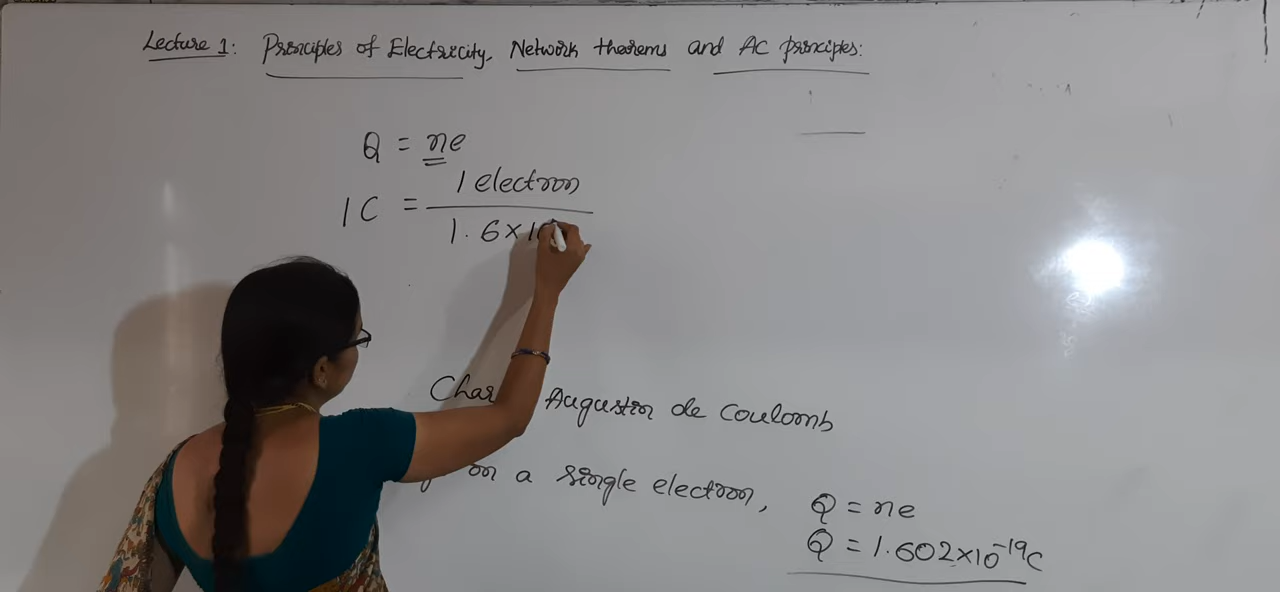 Lecture 1: Principles of Electricity, Network theorems and AC principles:
Q = ne
1 C = 1 electron
1.6×10
Augustin de Coulomb
on a single electron,
Q = ne
Q = 1.602×10⁻¹⁹C